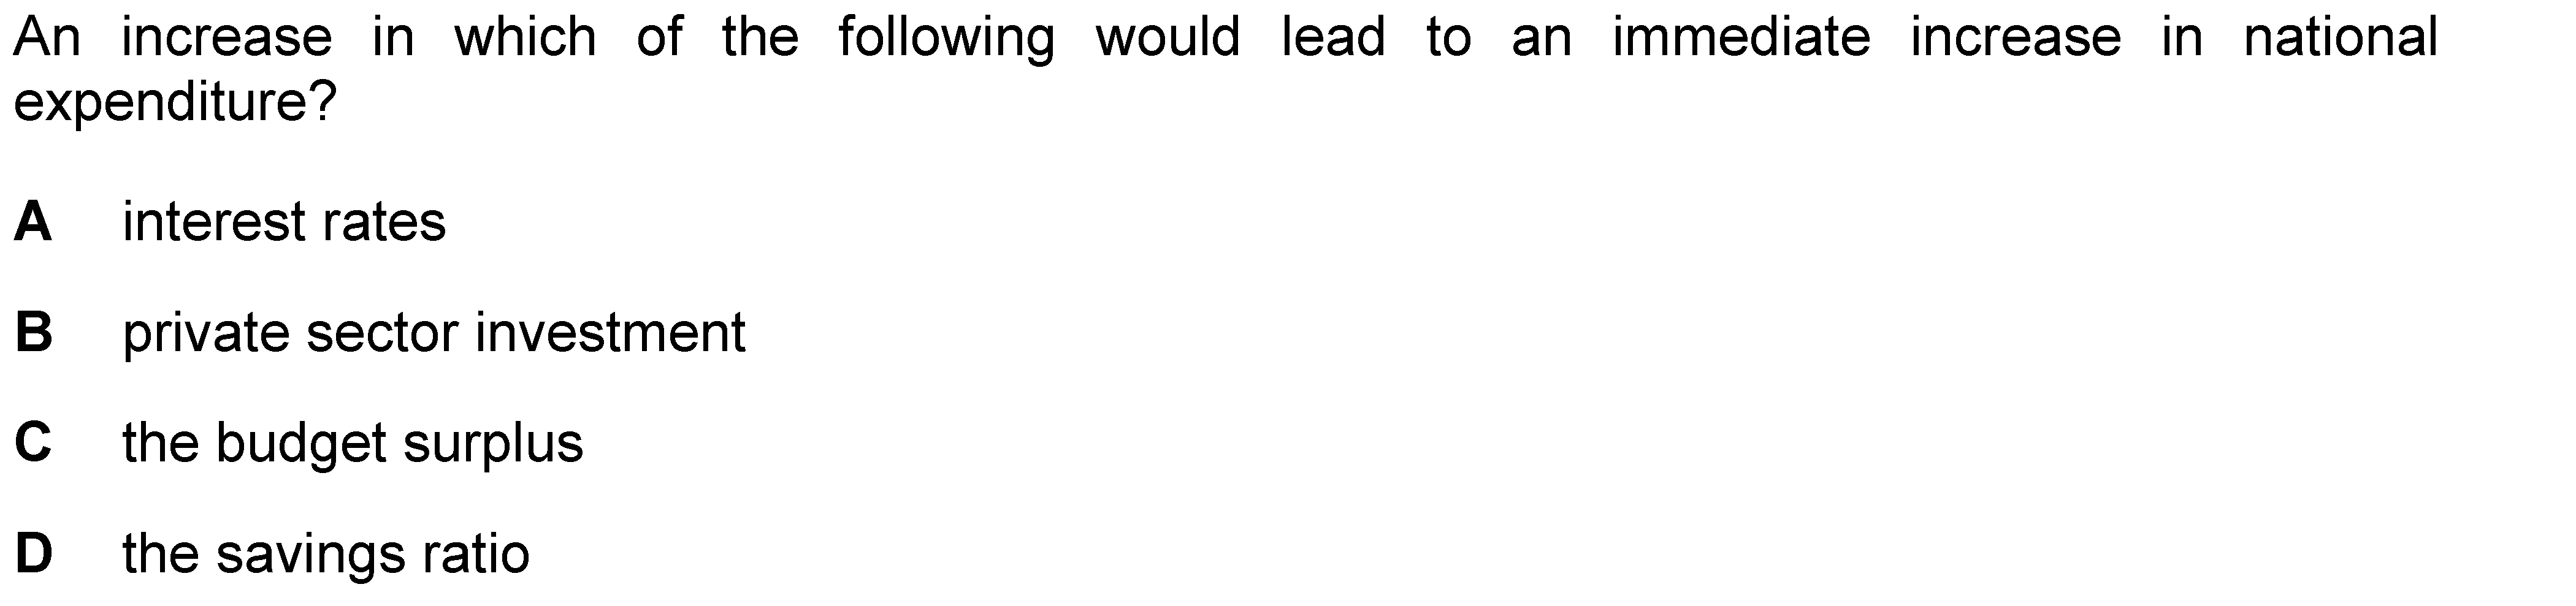 An increase in which of the following would lead to an immediate increase in national
expenditure?
A interest rates
B private sector investment
C the budget surplus
D the savings ratio